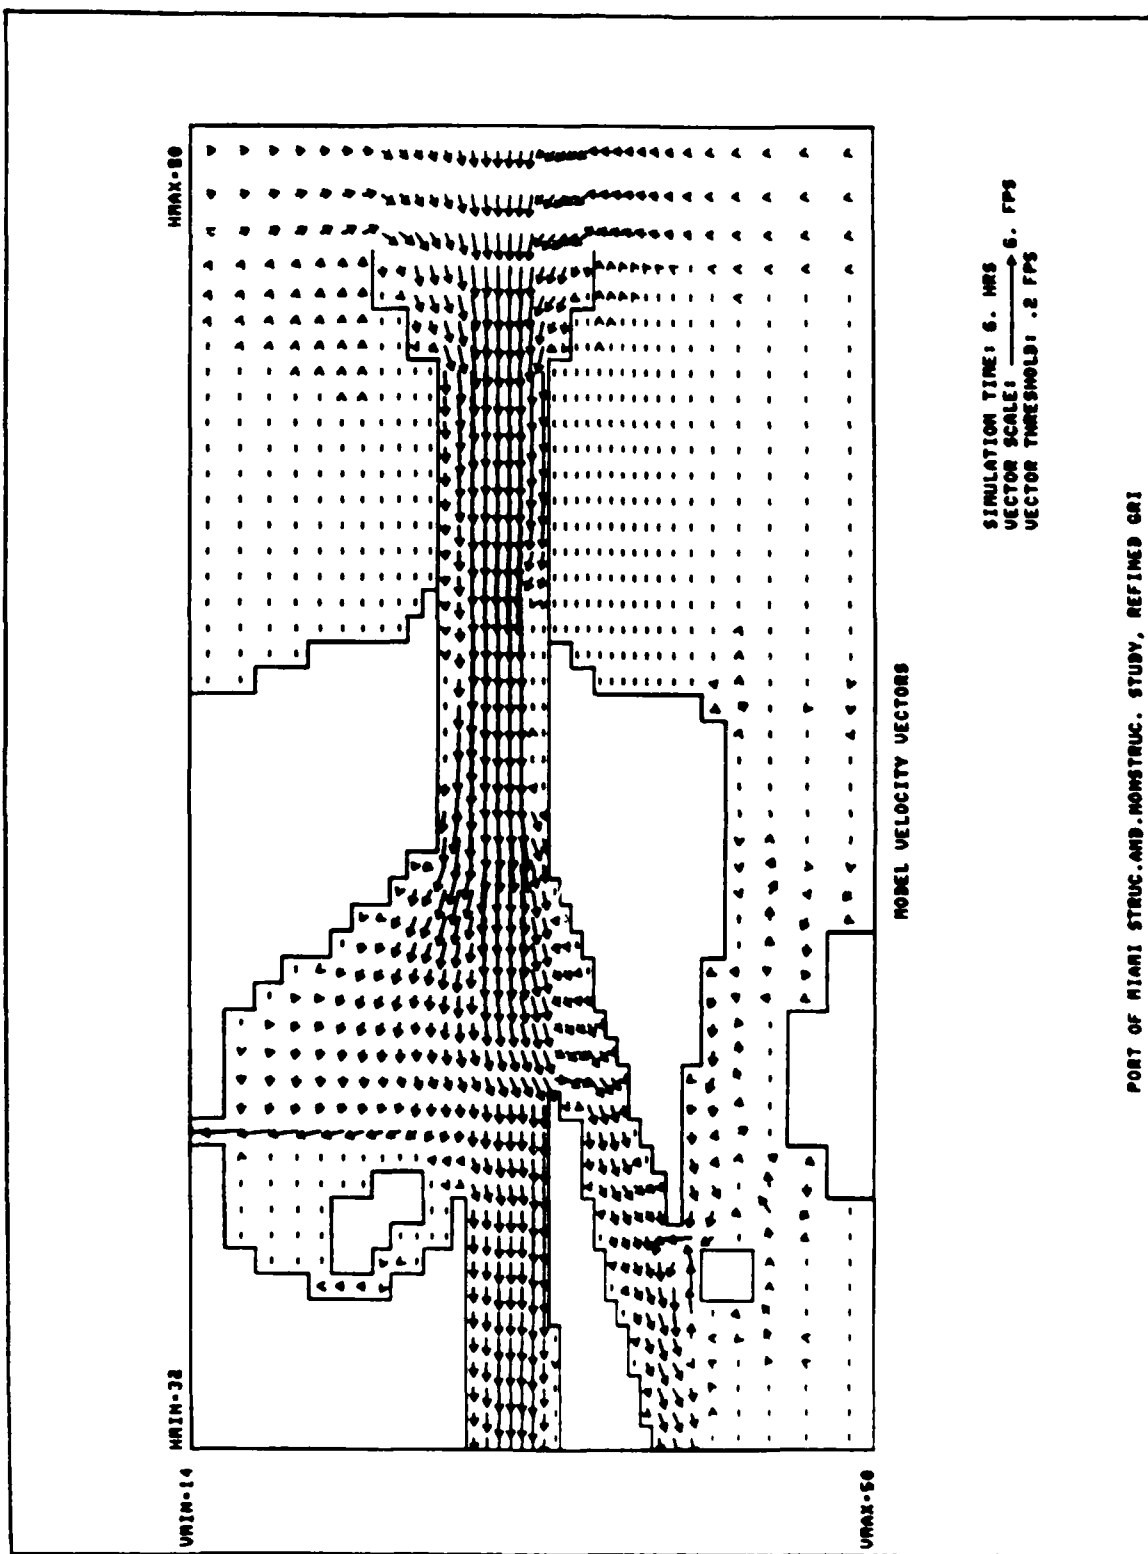 VMIN=14
HMIN=32
HMAX=80
VMAX=50
MODEL VELOCITY VECTORS
SIMULATION TIME: 6. HRS
VECTOR SCALE: 6. FPS
VECTOR THRESHOLD: .2 FPS
PORT OF MIAMI STRUC.AND.NONSTRUC. STUDY, REFINED GRI